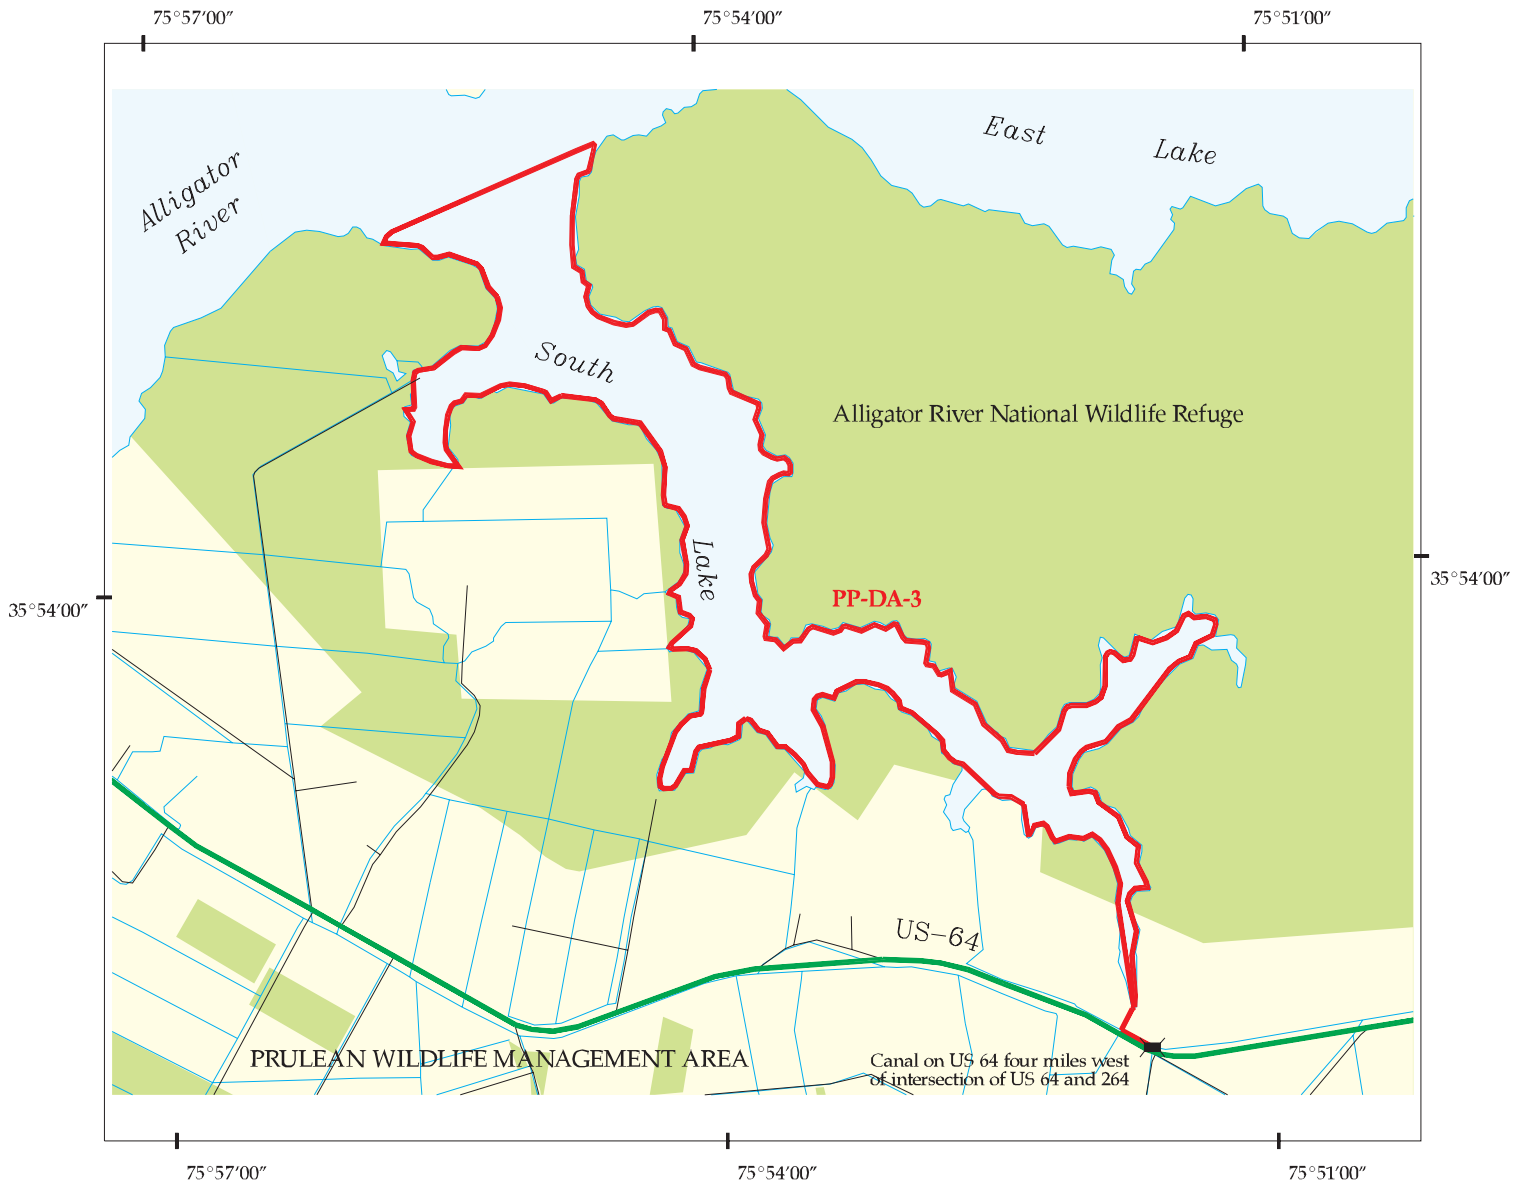 75°57′00″
75°54′00″
75°51′00″
East
Lake
Alligator
River
South
Alligator River National Wildlife Refuge
Lake
35°54′00″
PP-DA-3
35°54′00″
US-64
PRULEAN WILDLIFE MANAGEMENT AREA
Canal on US 64 four miles west
of intersection of US 64 and 264
75°57′00″
75°54′00″
75°51′00″